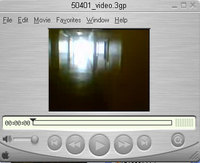 50401_video.3gp
File Edit Movie Favorites Window Help
00:00:00